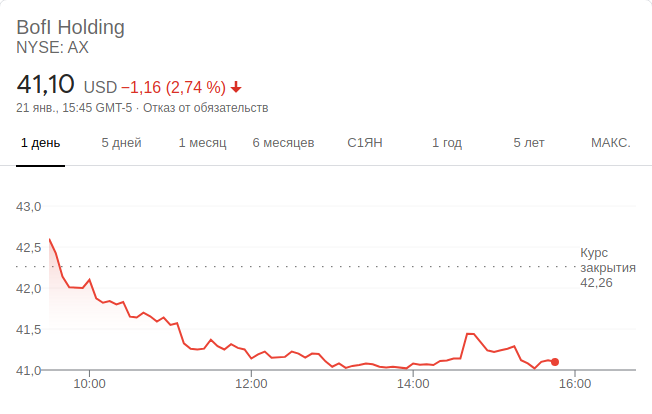 BofI Holding
NYSE: AX
41,10 USD −1,16 (2,74 %)
21 янв., 15:45 GMT-5 · Отказ от обязательств
1 день 5 дней 1 месяц 6 месяцев С1ЯН 1 год 5 лет МАКС.
43,0
42,5
Курс
закрытия
42,26
42,0
41,5
41,0
10:00 12:00 14:00 16:00